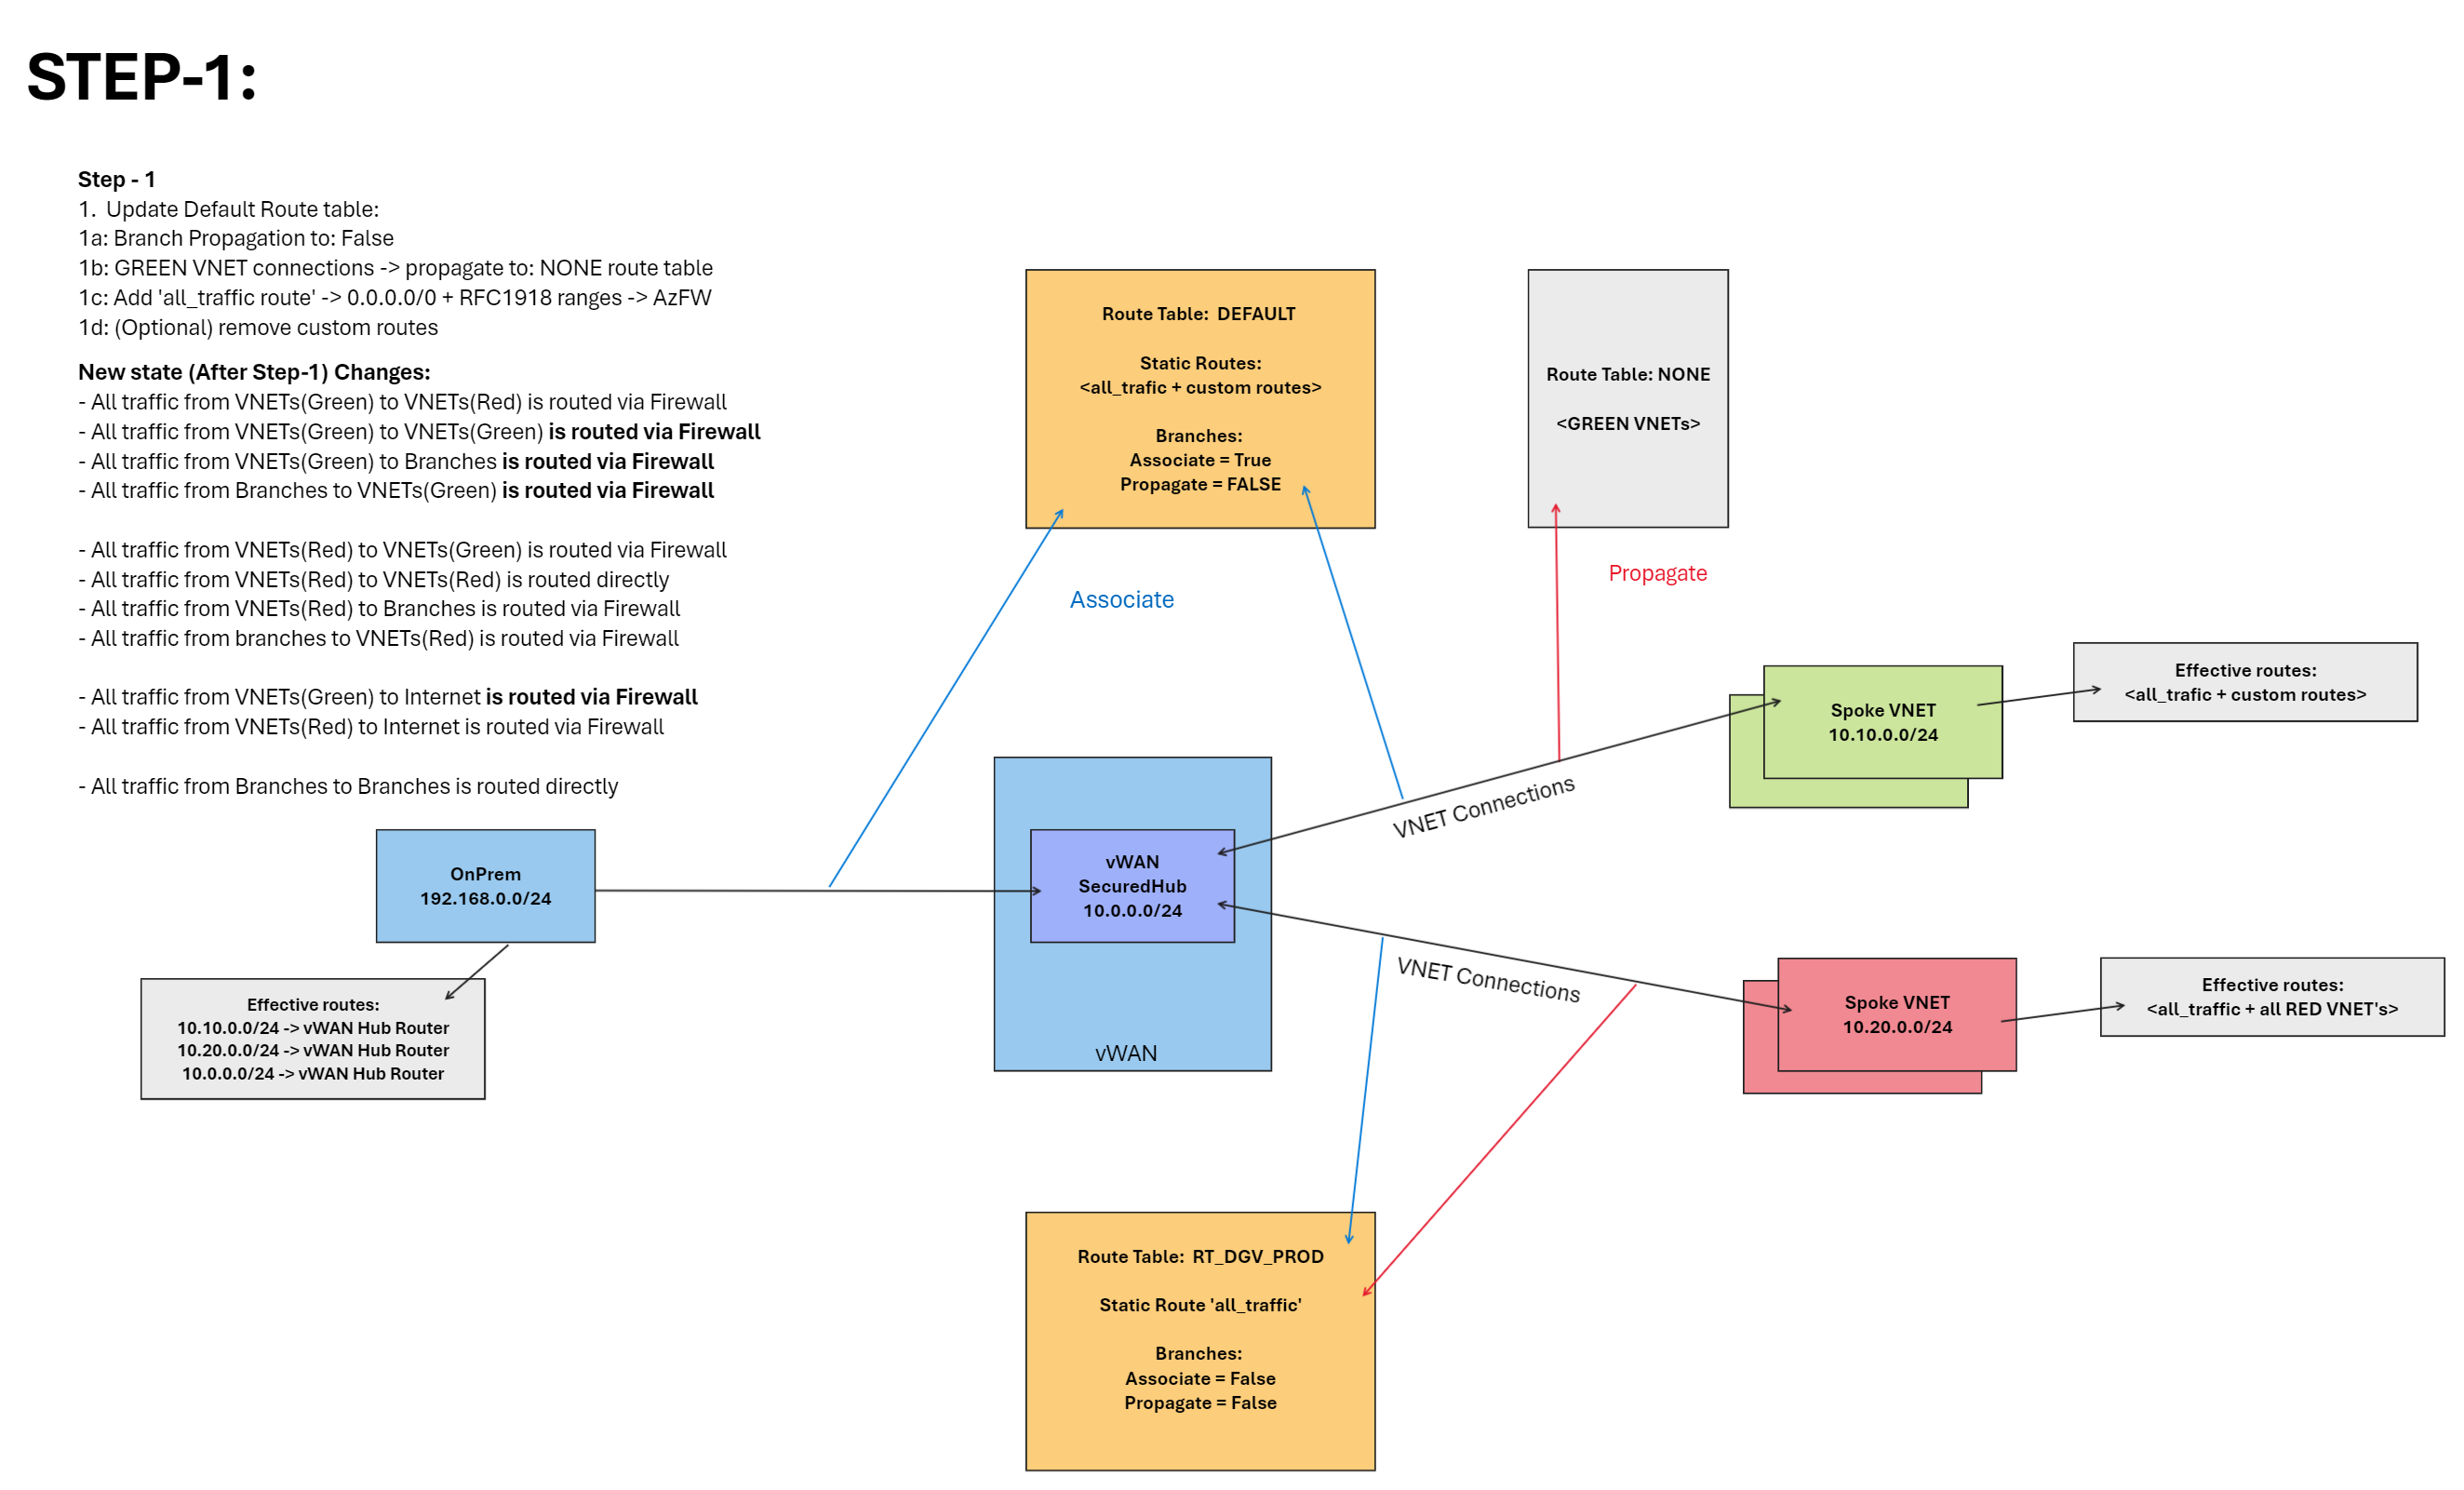 STEP-1:
Step - 1
1.  Update Default Route table:
1a: Branch Propagation to: False
1b: GREEN VNET connections -> propagate to: NONE route table
1c: Add 'all_traffic route' -> 0.0.0.0/0 + RFC1918 ranges -> AzFW
1d: (Optional) remove custom routes
New state (After Step-1) Changes:
- All traffic from VNETs(Green) to VNETs(Red) is routed via Firewall
- All traffic from VNETs(Green) to VNETs(Green) is routed via Firewall
- All traffic from VNETs(Green) to Branches is routed via Firewall
- All traffic from Branches to VNETs(Green) is routed via Firewall
- All traffic from VNETs(Red) to VNETs(Green) is routed via Firewall
- All traffic from VNETs(Red) to VNETs(Red) is routed directly
- All traffic from VNETs(Red) to Branches is routed via Firewall
- All traffic from branches to VNETs(Red) is routed via Firewall
- All traffic from VNETs(Green) to Internet is routed via Firewall
- All traffic from VNETs(Red) to Internet is routed via Firewall
- All traffic from Branches to Branches is routed directly
Route Table:  DEFAULT
Static Routes:
<all_trafic + custom routes>
Branches:
Associate = True
Propagate = FALSE
Route Table: NONE
<GREEN VNETs>
Associate
Propagate
Spoke VNET
10.10.0.0/24
Effective routes:
<all_trafic + custom routes>
VNET Connections
OnPrem
192.168.0.0/24
vWAN
SecuredHub
10.0.0.0/24
vWAN
Effective routes:
10.10.0.0/24 -> vWAN Hub Router
10.20.0.0/24 -> vWAN Hub Router
10.0.0.0/24 -> vWAN Hub Router
VNET Connections
Spoke VNET
10.20.0.0/24
Effective routes:
<all_traffic + all RED VNET's>
Route Table:  RT_DGV_PROD
Static Route 'all_traffic'
Branches:
Associate = False
Propagate = False